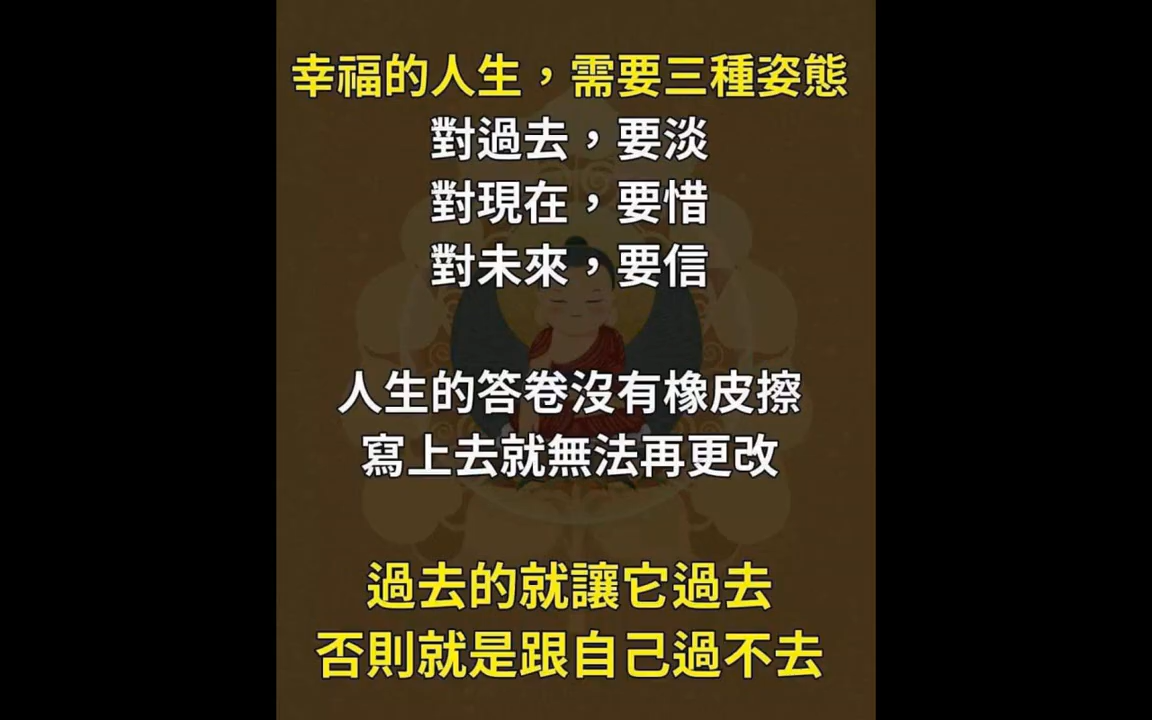 幸福的人生，需要三種姿態
對過去，要淡
對現在，要惜
對未來，要信
人生的答卷沒有橡皮擦
寫上去就無法再更改
過去的就讓它過去
否則就是跟自己過不去